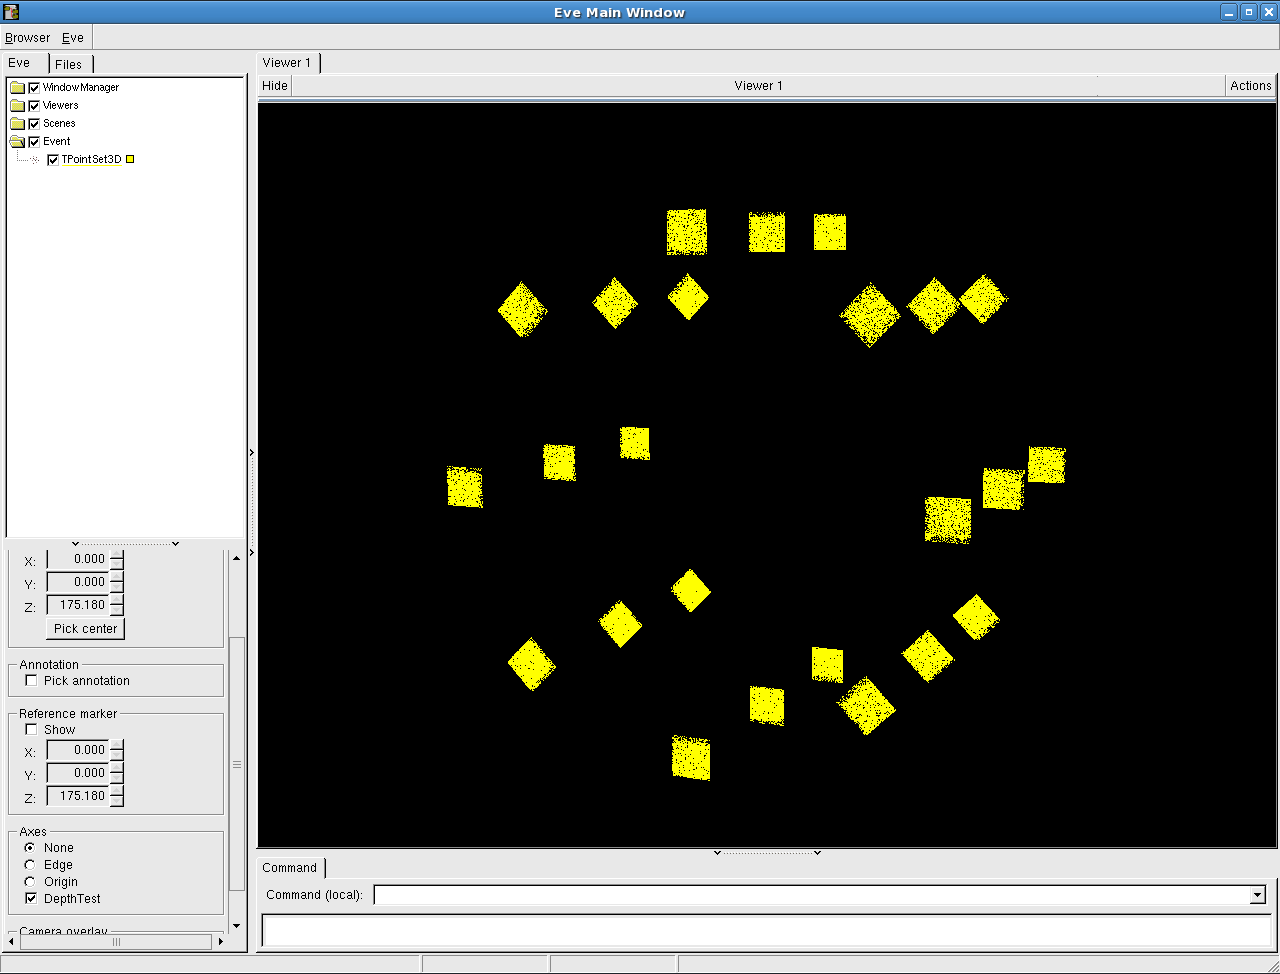 Eve Main Window
Browser Eve
Eve Files
WindowManager
Viewers
Scenes
Event
TPointSet3D
X: 0.000
Y: 0.000
Z: 175.180
Pick center
Annotation
Pick annotation
Reference marker
Show
X: 0.000
Y: 0.000
Z: 175.180
Axes
None
Edge
Origin
DepthTest
Camera overlay
Viewer 1
Hide Viewer 1 Actions
Command
Command (local):